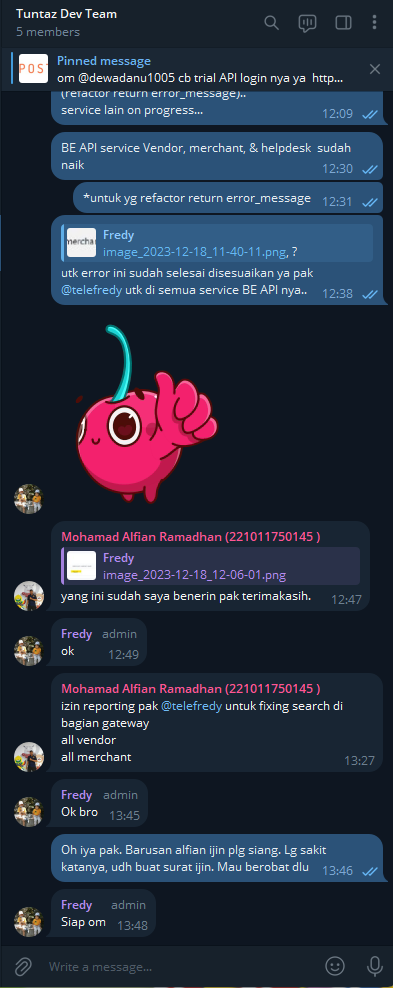 Tuntaz Dev Team
5 members
Pinned message
om @dewadanu1005 cb trial API login nya ya http...
POST
(refactor return error_message)..
service lain on progress...
12:09
BE API service Vendor, merchant, & helpdesk sudah
naik
12:30
*untuk yg refactor return error_message
12:31
Fredy
merchan
image_2023-12-18_11-40-11.png, ?
utk error ini sudah selesai disesuaikan ya pak
@telefredy utk di semua service BE API nya..
12:38
Mohamad Alfian Ramadhan (221011750145 )
Fredy
image_2023-12-18_12-06-01.png
yang ini sudah saya benerin pak terimakasih.
12:47
Fredy admin
ok
12:49
Mohamad Alfian Ramadhan (221011750145 )
izin reporting pak @telefredy untuk fixing search di
bagian gateway
all vendor
all merchant
13:27
Fredy admin
Ok bro
13:45
Oh iya pak. Barusan alfian ijin plg siang. Lg sakit
katanya, udh buat surat ijin. Mau berobat dlu
13:46
Fredy admin
Siap om
13:48
Write a message...